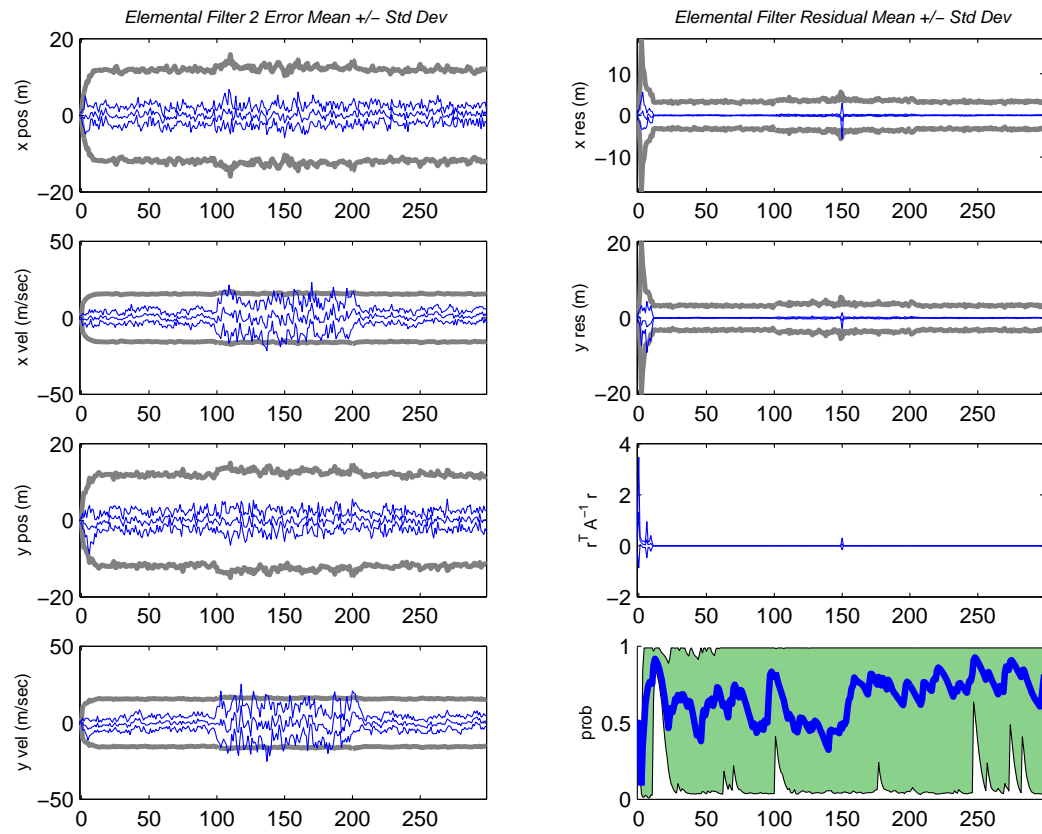 Elemental Filter 2 Error Mean +/− Std Dev
20
0
−20
x pos (m)
0 50 100 150 200 250
50
0
−50
x vel (m/sec)
0 50 100 150 200 250
20
0
−20
y pos (m)
0 50 100 150 200 250
50
0
−50
y vel (m/sec)
0 50 100 150 200 250
Elemental Filter Residual Mean +/− Std Dev
10
0
−10
x res (m)
0 50 100 150 200 250
20
0
−20
y res (m)
0 50 100 150 200 250
4
2
0
−2
r^T A^−1 r
0 50 100 150 200 250
1
0.5
0
prob
0 50 100 150 200 250